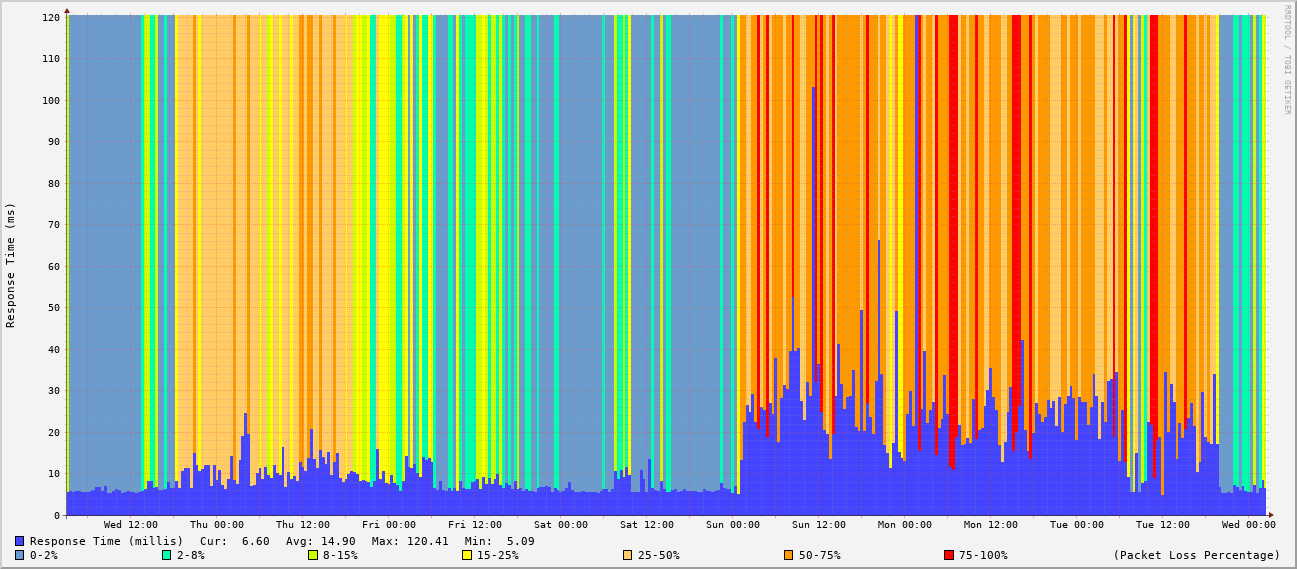 RRDTOOL / TOBI OETIKER
Response Time (ms)
120
110
100
90
80
70
60
50
40
30
20
10
0
Wed 12:00 Thu 00:00 Thu 12:00 Fri 00:00 Fri 12:00 Sat 00:00 Sat 12:00 Sun 00:00 Sun 12:00 Mon 00:00 Mon 12:00 Tue 00:00 Tue 12:00 Wed 00:00
Response Time (millis) Cur: 6.60 Avg: 14.90 Max: 120.41 Min: 5.09
0-2% 2-8% 8-15% 15-25% 25-50% 50-75% 75-100% (Packet Loss Percentage)